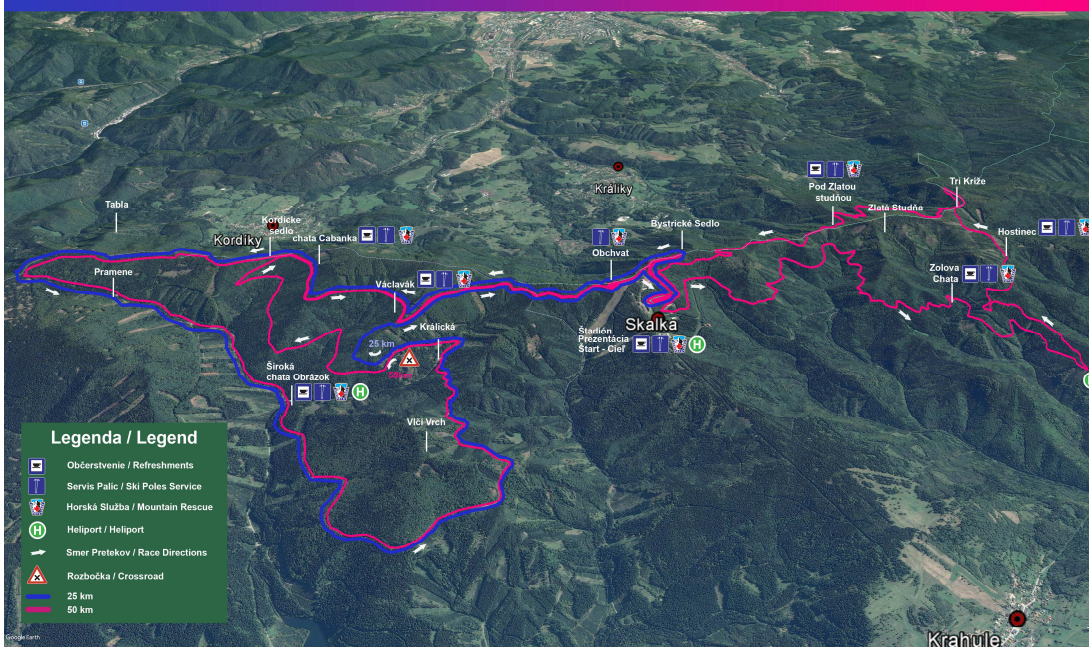 Tabla
Kordícke
sedlo
Kordíky
chata Cabanka
Pramene
Václavák
Králiky
Obchvat
Bystrické Sedlo
Pod Zlatou
studňou
Zlatá Studňa
Tri Kríže
Hostinec
Zolova
Chata
Skalka
Štadión
Prezentácia
Štart - Cieľ
H
Králická
25 km
Široká
chata Obrázok
H
Vlčí Vrch
Legenda / Legend
Občerstvenie / Refreshments
Servis Palíc / Ski Poles Service
Horská Služba / Mountain Rescue
H
Heliport / Heliport
Smer Pretekov / Race Directions
Rozbočka / Crossroad
25 km
50 km
Google Earth
Krahule